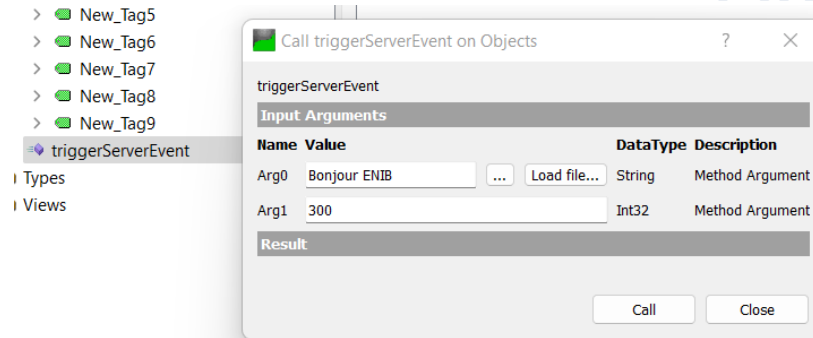 New_Tag5
New_Tag6
New_Tag7
New_Tag8
New_Tag9
triggerServerEvent
Types
Views
Call triggerServerEvent on Objects
?
triggerServerEvent
Input Arguments
Name Value DataType Description
Arg0 Bonjour ENIB ... Load file... String Method Argument
Arg1 300 Int32 Method Argument
Result
Call Close